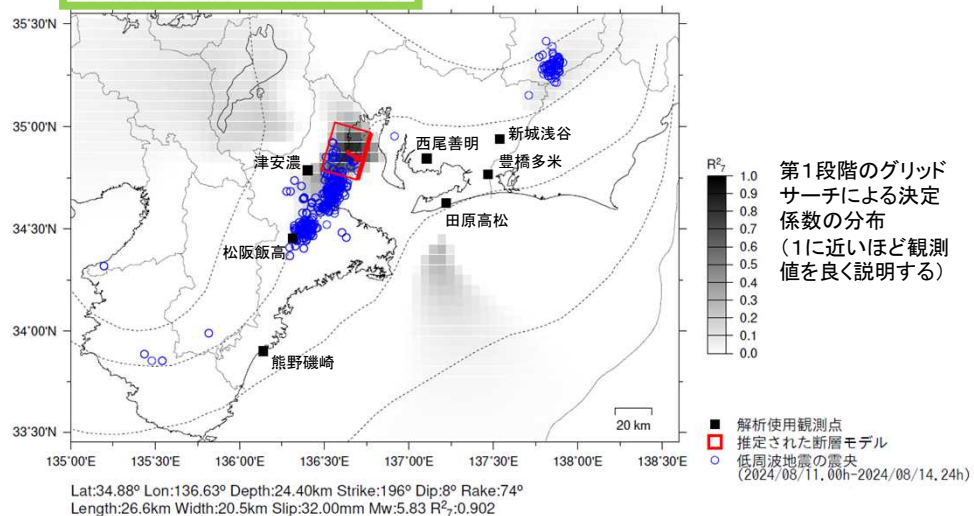 35°30'N
35°00'N
34°30'N
34°00'N
33°30'N
135°00'E
135°30'E
136°00'E
136°30'E
137°00'E
137°30'E
138°00'E
138°30'E
津安濃
西尾善明
新城浅谷
豊橋多米
田原高松
松阪飯高
熊野磯崎
20 km
R²₇
1.0
0.9
0.8
0.7
0.6
0.5
0.4
0.3
0.2
0.1
0.0
第1段階のグリッド
サーチによる決定
係数の分布
(1に近いほど観測
値を良く説明する)
解析使用観測点
推定された断層モデル
低周波地震の震央
(2024/08/11,00h-2024/08/14,24h)
Lat:34.88° Lon:136.63° Depth:24.40km Strike:196° Dip:8° Rake:74°
Length:26.6km Width:20.5km Slip:32.00mm Mw:5.83 R²₇:0.902